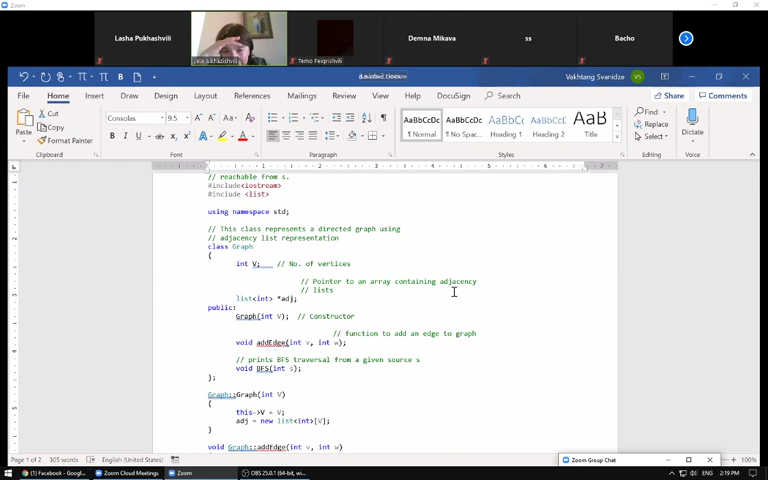 Zoom
Lasha Pukhashvili
Lala Alkhazishvili
Temo Feiqrishvili
Demna Mikava
ss
Bacho
Vakhtang Svanidze
VS
File
Home
Insert
Draw
Design
Layout
References
Mailings
Review
View
Help
DocuSign
Search
Share
Comments
Paste
Cut
Copy
Format Painter
Clipboard
Consolas
9.5
Font
Paragraph
AaBbCcDc
¶ Normal
AaBbCcDc
¶ No Spac...
AaBbCc
Heading 1
AaBbCcD
Heading 2
AaB
Title
Styles
Find
Replace
Select
Editing
Dictate
Voice
// reachable from s.
#include<iostream>
#include <list>
using namespace std;
// This class represents a directed graph using
// adjacency list representation
class Graph
{
int V; // No. of vertices
// Pointer to an array containing adjacency
// lists
list<int> *adj;
public:
Graph(int V); // Constructor
// function to add an edge to graph
void addEdge(int v, int w);
// prints BFS traversal from a given source s
void BFS(int s);
};
Graph::Graph(int V)
{
this->V = V;
adj = new list<int>[V];
}
void Graph::addEdge(int v, int w)
Page 1 of 2
305 words
English (United States)
Zoom Group Chat
100%
(1) Facebook - Googl...
Zoom Cloud Meetings
Zoom
OBS 25.0.1 (64-bit, wi...
ENG
2:19 PM